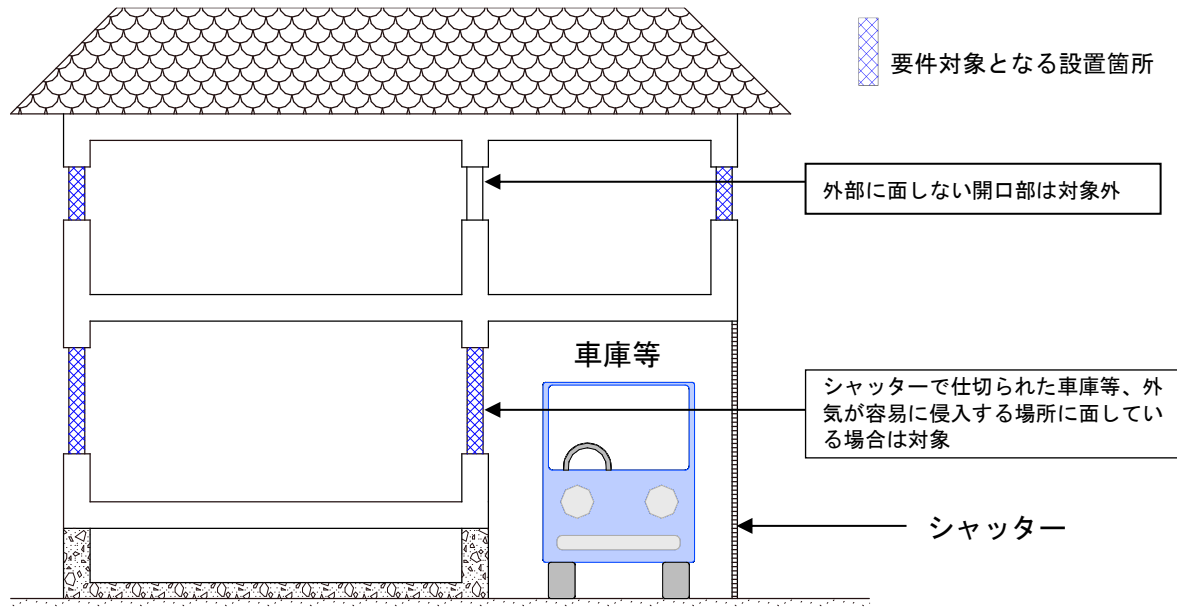 要件対象となる設置箇所
外部に面しない開口部は対象外
車庫等
シャッターで仕切られた車庫等、外
気が容易に侵入する場所に面してい
る場合は対象
シャッター